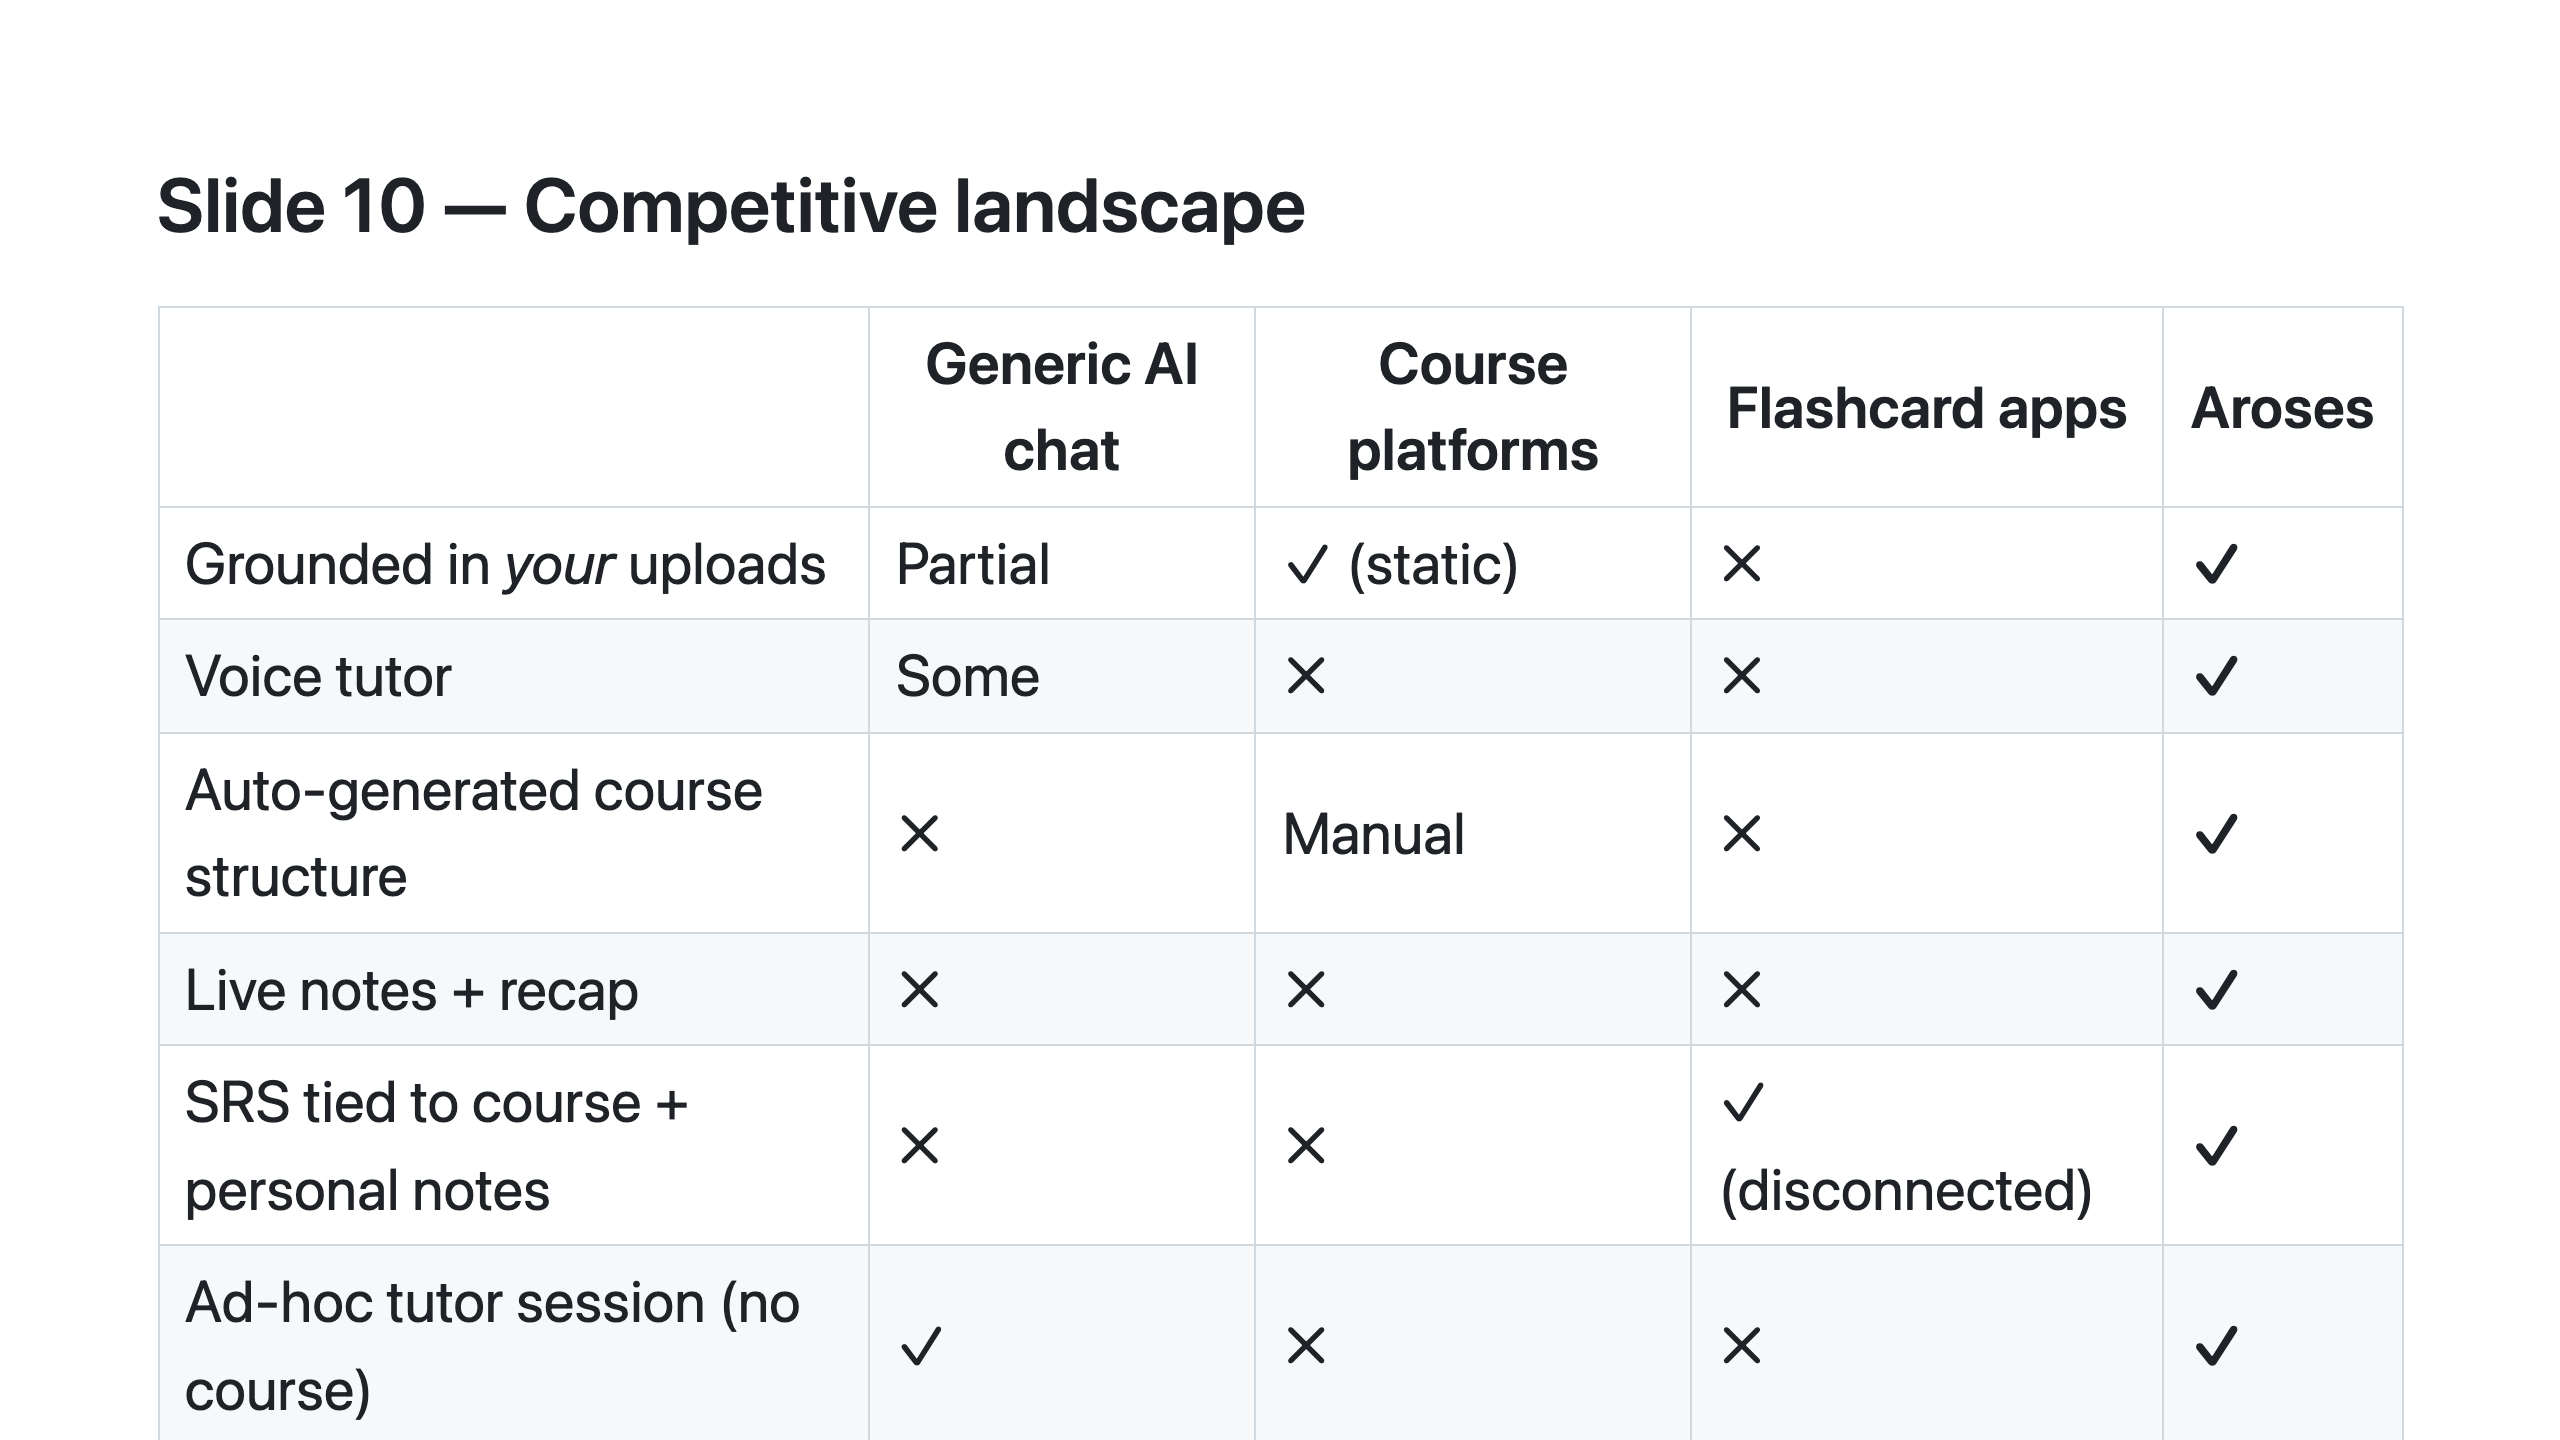 Slide 10 — Competitive landscape
Generic AI
chat
Course
platforms
Flashcard apps
Aroses
Grounded in your uploads
Partial
✓ (static)
✕
✓
Voice tutor
Some
✕
✕
✓
Auto-generated course
structure
✕
Manual
✕
✓
Live notes + recap
✕
✕
✕
✓
SRS tied to course +
personal notes
✕
✕
✓
(disconnected)
✓
Ad-hoc tutor session (no
course)
✓
✕
✕
✓